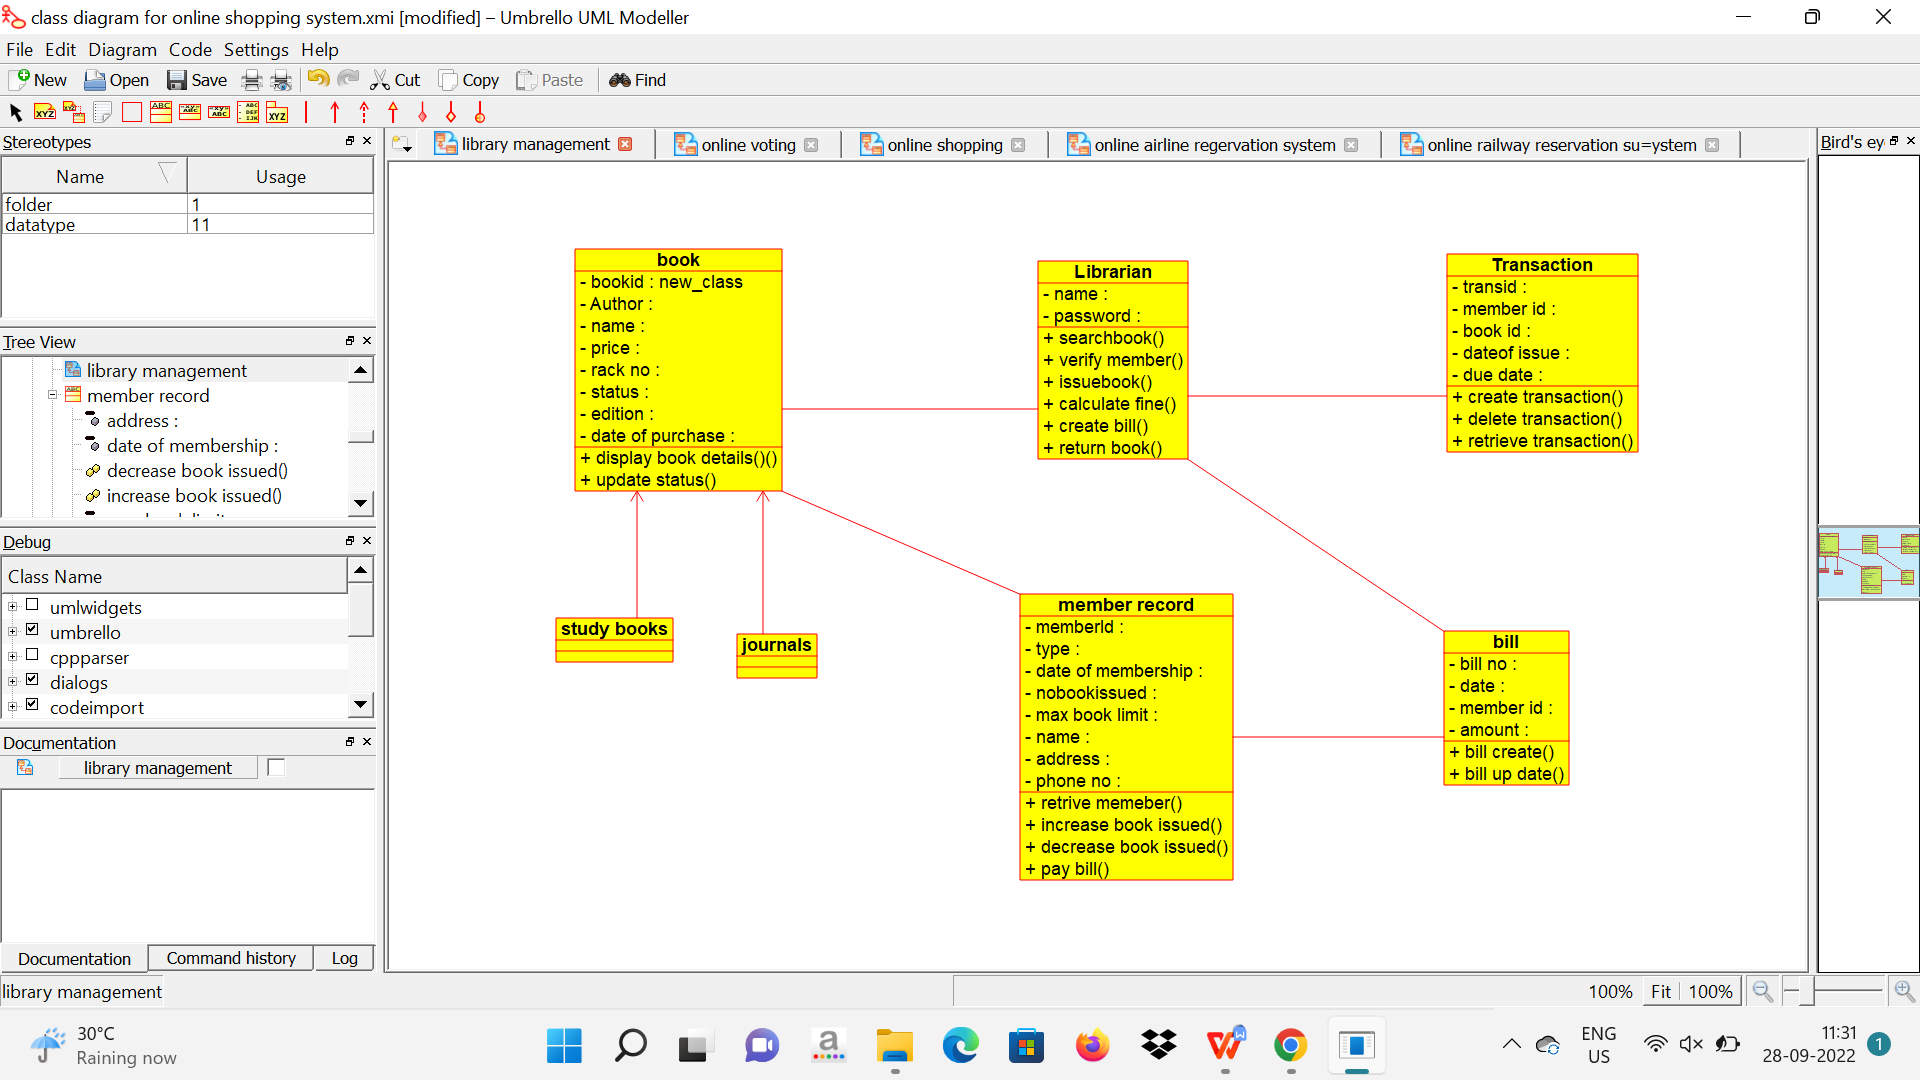 class diagram for online shopping system.xmi [modified] – Umbrello UML Modeller
File Edit Diagram Code Settings Help
New Open Save Cut Copy Paste Find
Stereotypes
Name Usage
folder 1
datatype 11
Tree View
library management
member record
address :
date of membership :
decrease book issued()
increase book issued()
Debug
Class Name
umlwidgets
umbrello
cppparser
dialogs
codeimport
Documentation
library management
Documentation Command history Log
library management
library management online voting online shopping online airline regervation system online railway reservation su=ystem
Bird's ey
book
- bookid : new_class
- Author :
- name :
- price :
- rack no :
- status :
- edition :
- date of purchase :
+ display book details()()
+ update status()
Librarian
- name :
- password :
+ searchbook()
+ verify member()
+ issuebook()
+ calculate fine()
+ create bill()
+ return book()
Transaction
- transid :
- member id :
- book id :
- dateof issue :
- due date :
+ create transaction()
+ delete transaction()
+ retrieve transaction()
study books
journals
member record
- memberId :
- type :
- date of membership :
- nobookissued :
- max book limit :
- name :
- address :
- phone no :
+ retrive memeber()
+ increase book issued()
+ decrease book issued()
+ pay bill()
bill
- bill no :
- date :
- member id :
- amount :
+ bill create()
+ bill up date()
100% Fit 100%
30°C
Raining now
ENG
US
11:31
28-09-2022
1